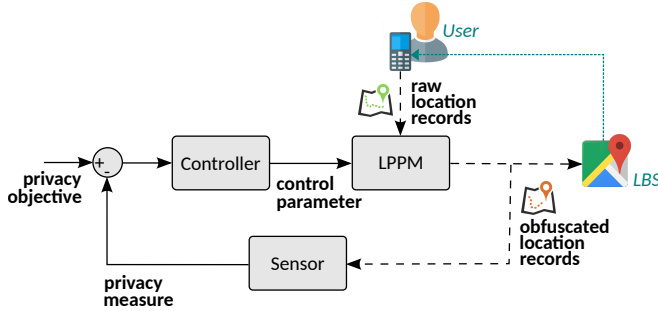 User
raw
location
records
+
-
Controller
LPPM
privacy
objective
control
parameter
LBS
obfuscated
location
records
Sensor
privacy
measure